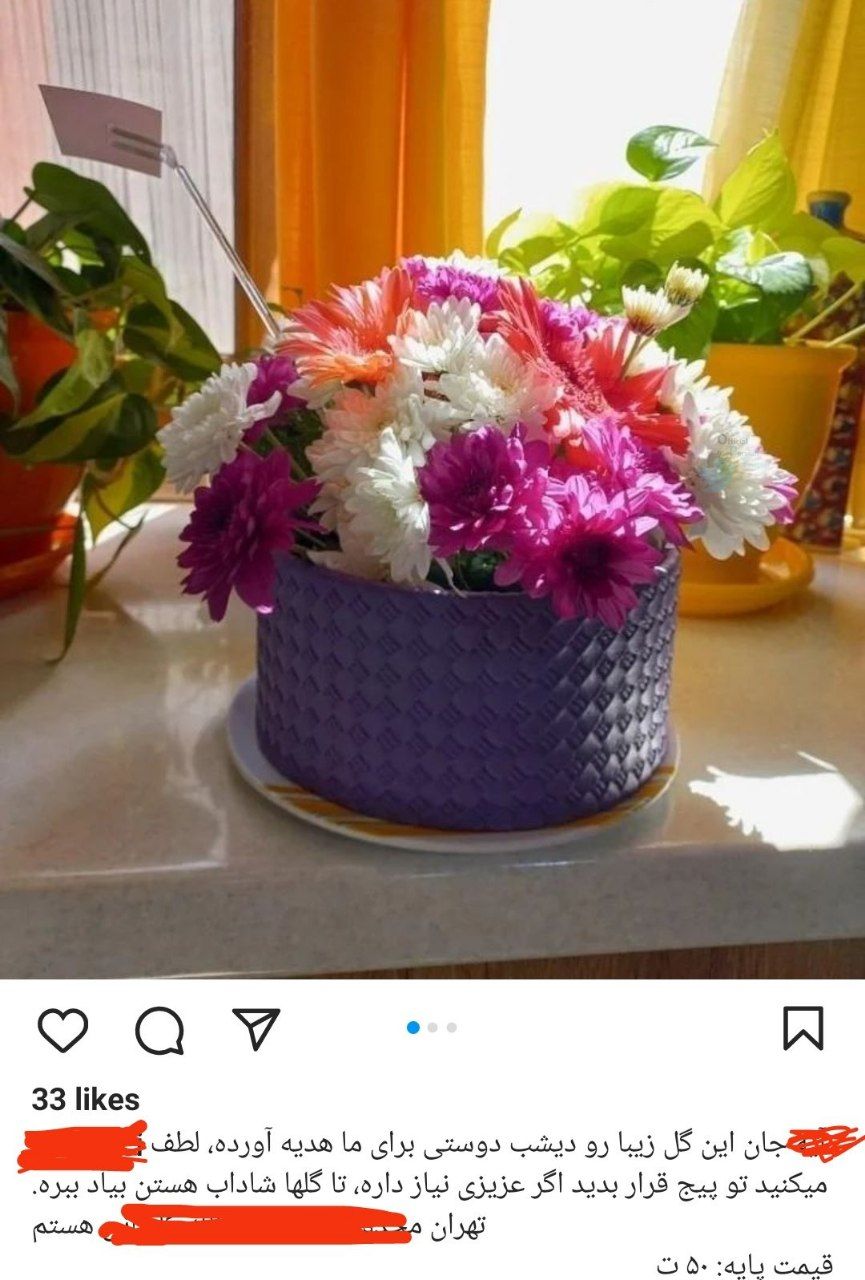 Official
33 likes
جان این گل زیبا رو دیشب دوستی برای ما هدیه آورده، لطف
میکنید تو پیج قرار بدید اگر عزیزی نیاز داره، تا گلها شاداب هستن بیاد ببره.
تهران هستم
قیمت پایه: ۵۰ ت